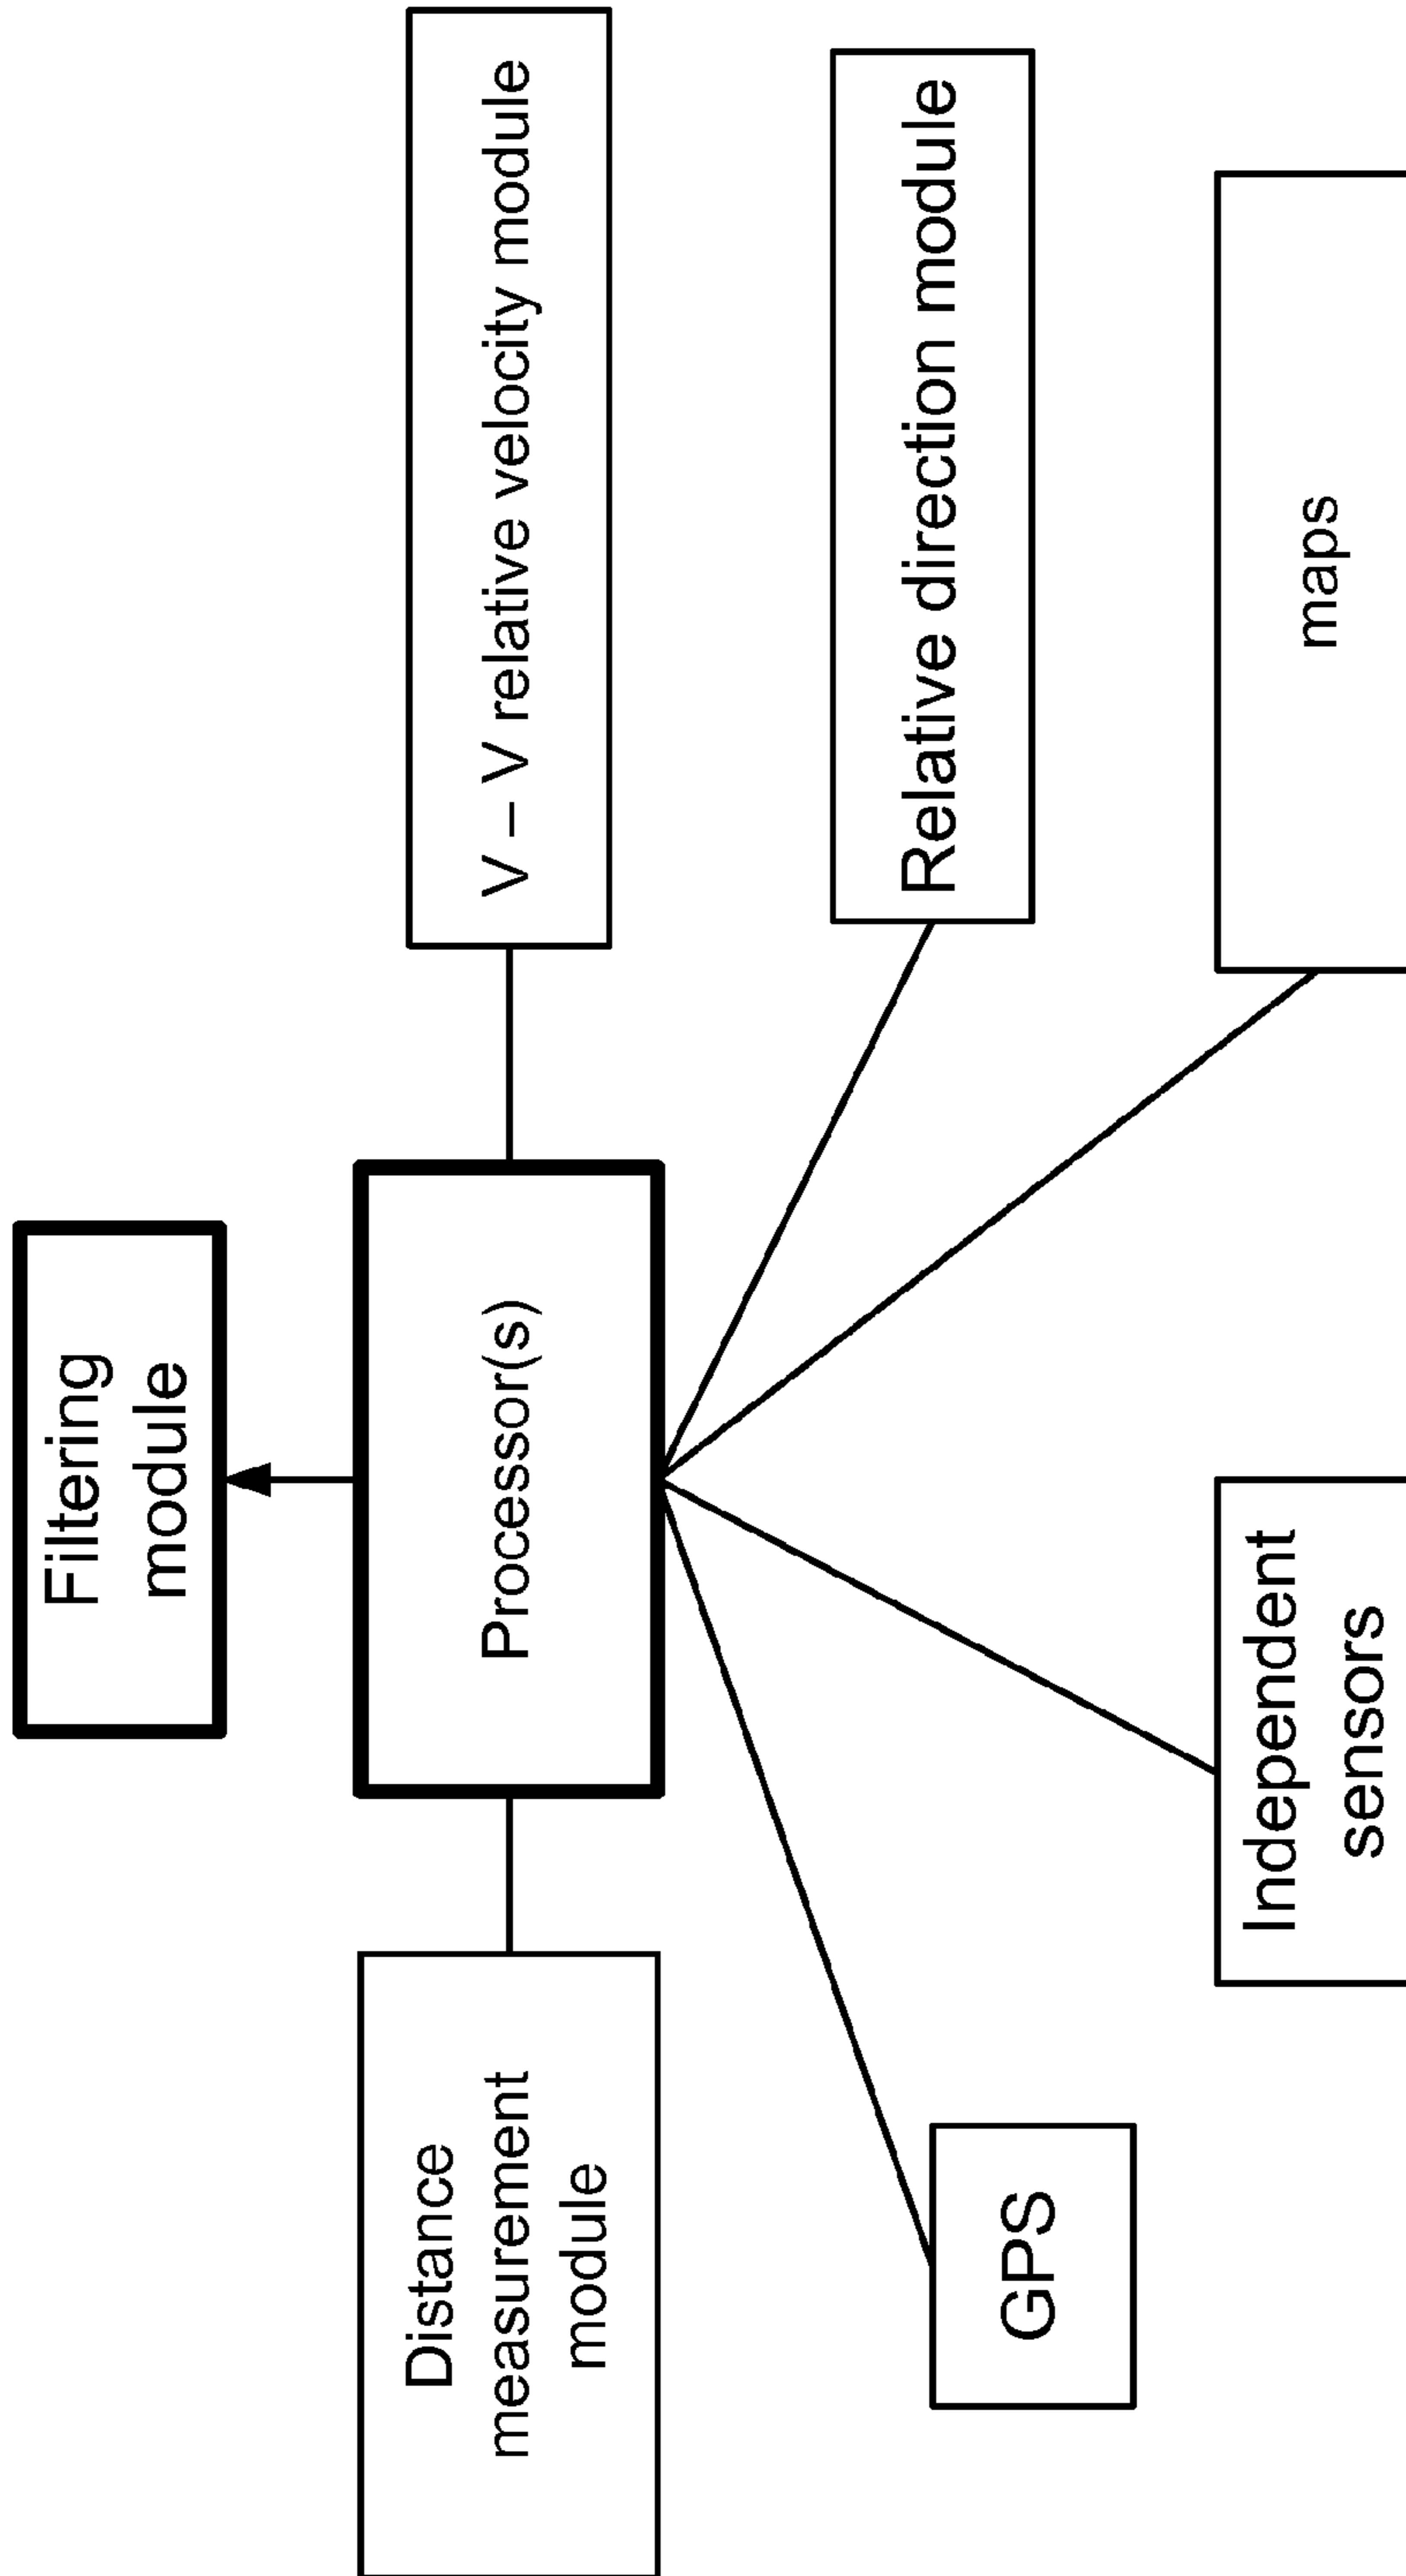 Filtering
module
Distance
measurement
module
Processor(s)
V – V relative velocity module
GPS
Relative direction module
Independent
sensors
maps